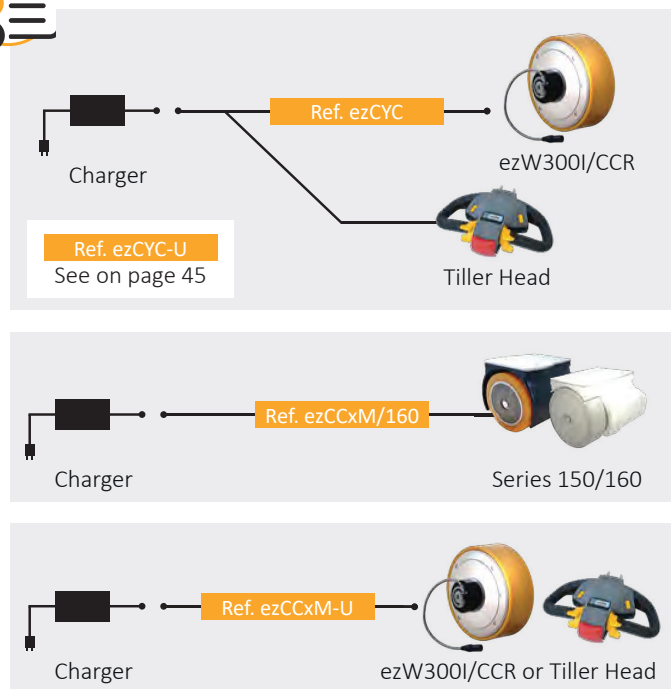 Ref. ezCYC
Charger
ezW300I/CCR
Ref. ezCYC-U
See on page 45
Tiller Head
Ref. ezCCxM/160
Charger
Series 150/160
Ref. ezCCxM-U
Charger
ezW300I/CCR or Tiller Head